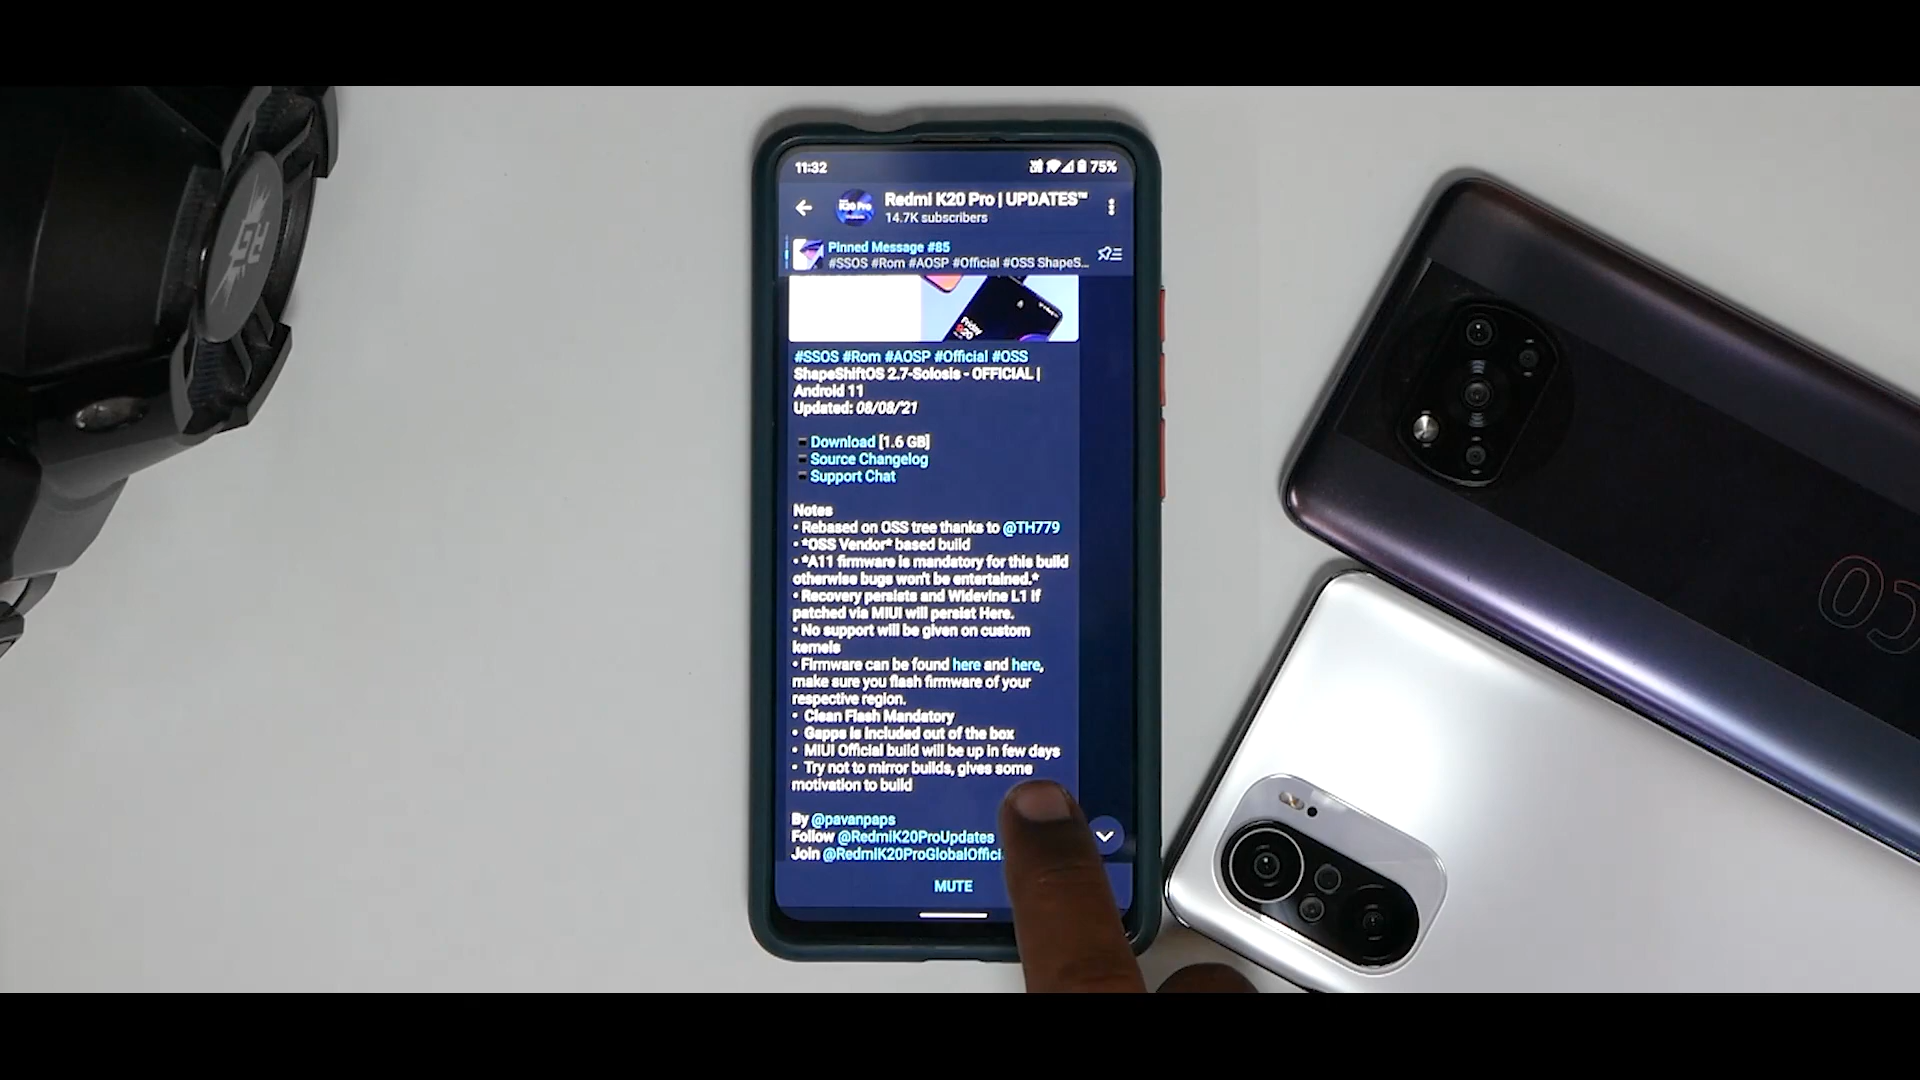 11:32
75%
Redmi K20 Pro | UPDATES™
14.7K subscribers
Pinned Message #85
#SSOS #Rom #AOSP #Official #OSS ShapeS...
#SSOS #Rom #AOSP #Official #OSS
ShapeShiftOS 2.7-Solosis - OFFICIAL |
Android 11
Updated: 08/08/'21
Download [1.6 GB]
Source Changelog
Support Chat
Notes
• Rebased on OSS tree thanks to @TH779
• *OSS Vendor* based build
• *A11 firmware is mandatory for this build
otherwise bugs won't be entertained.*
• Recovery persists and Widevine L1 if
patched via MIUI will persist Here.
• No support will be given on custom
kernels
• Firmware can be found here and here,
make sure you flash firmware of your
respective region.
• Clean Flash Mandatory
• Gapps is included out of the box
• MIUI Official build will be up in few days
• Try not to mirror builds, gives some
motivation to build
By @pavanpaps
Follow @RedmiK20ProUpdates
Join @RedmiK20ProGlobalOffici
MUTE